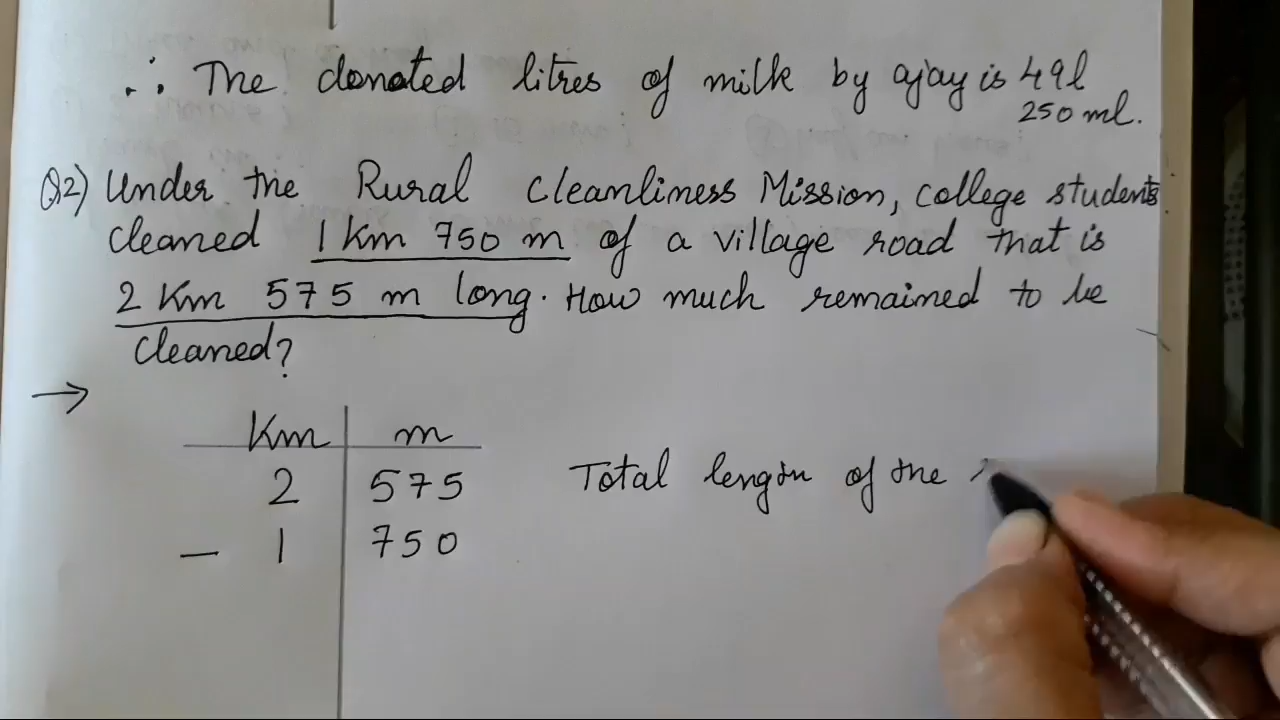 ∴ The donated litres of milk by ajay is 49l
250 ml.
Q2) Under the Rural Cleanliness Mission, college students
cleaned 1 Km 750 m of a village road that is
2 Km 575 m long. How much remained to be
cleaned?
→
Km m
2 575 Total length of the
– 1 750